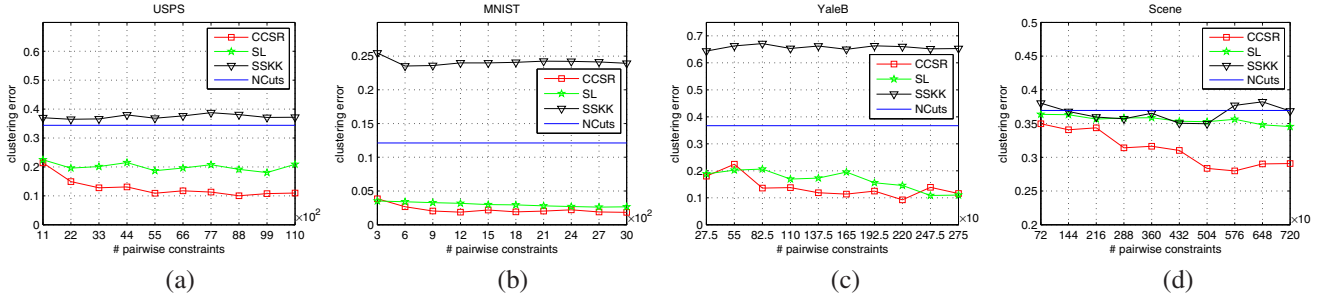 USPS
0.6
0.5
0.4
0.3
0.2
0.1
0
clustering error
CCSR
SL
SSKK
NCuts
11 22 33 44 55 66 77 88 99 110
×10²
# pairwise constraints
(a)
MNIST
0.25
0.2
0.15
0.1
0.05
0
clustering error
CCSR
SL
SSKK
NCuts
3 6 9 12 15 18 21 24 27 30
×10²
# pairwise constraints
(b)
YaleB
0.7
0.6
0.5
0.4
0.3
0.2
0.1
0
clustering error
CCSR
SL
SSKK
NCuts
27.5 55 82.5 110 137.5 165 192.5 220 247.5 275
×10
# pairwise constraints
(c)
Scene
0.5
0.45
0.4
0.35
0.3
0.25
0.2
clustering error
CCSR
SL
SSKK
NCuts
72 144 216 288 360 432 504 576 648 720
×10
# pairwise constraints
(d)